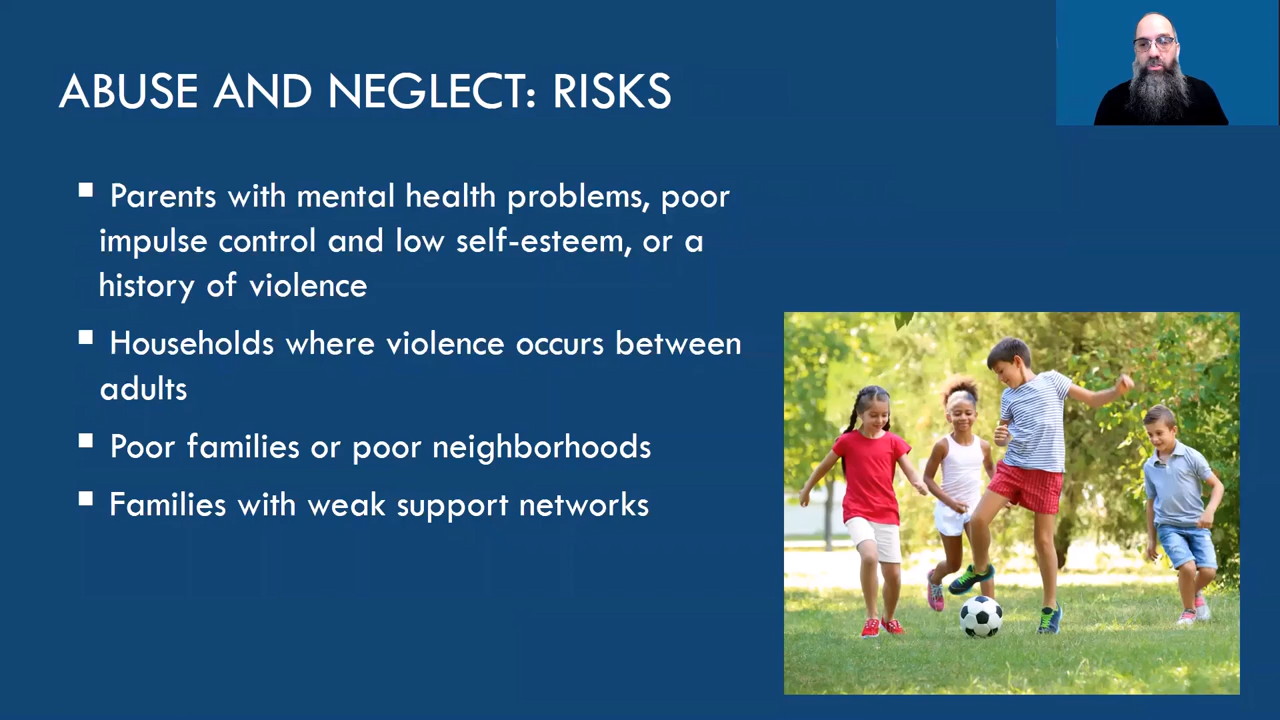 ABUSE AND NEGLECT: RISKS
▪ Parents with mental health problems, poor
impulse control and low self-esteem, or a
history of violence
▪ Households where violence occurs between
adults
▪ Poor families or poor neighborhoods
▪ Families with weak support networks